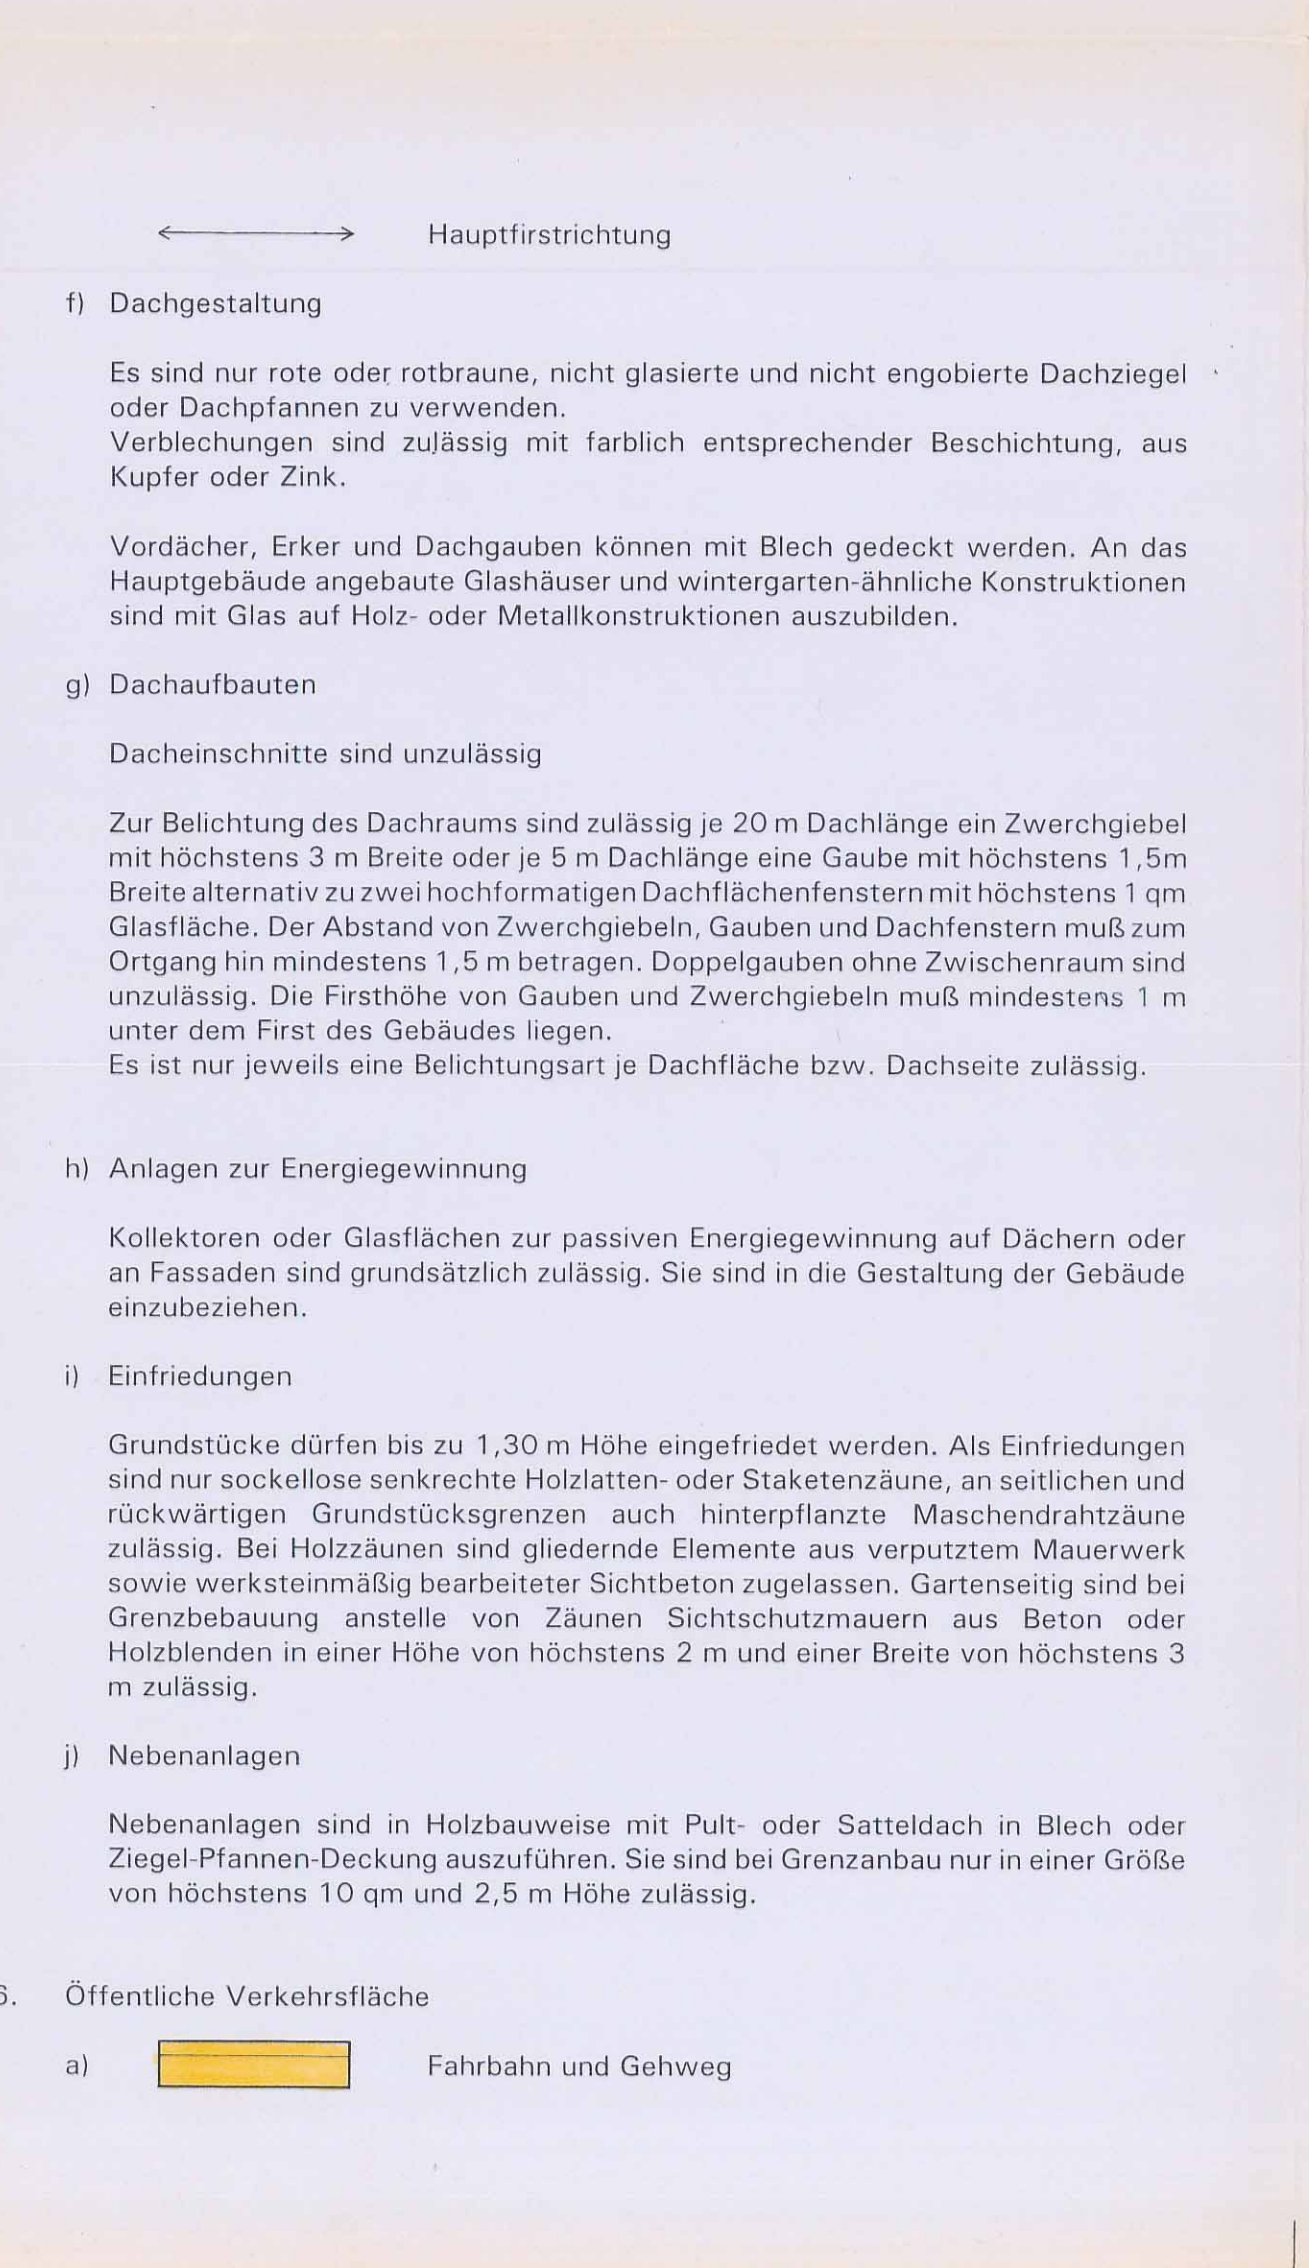 Hauptfirstrichtung
f) Dachgestaltung
Es sind nur rote oder rotbraune, nicht glasierte und nicht engobierte Dachziegel
oder Dachpfannen zu verwenden.
Verblechungen sind zulässig mit farblich entsprechender Beschichtung, aus
Kupfer oder Zink.
Vordächer, Erker und Dachgauben können mit Blech gedeckt werden. An das
Hauptgebäude angebaute Glashäuser und wintergarten-ähnliche Konstruktionen
sind mit Glas auf Holz- oder Metallkonstruktionen auszubilden.
g) Dachaufbauten
Dacheinschnitte sind unzulässig
Zur Belichtung des Dachraums sind zulässig je 20 m Dachlänge ein Zwerchgiebel
mit höchstens 3 m Breite oder je 5 m Dachlänge eine Gaube mit höchstens 1,5m
Breite alternativ zu zwei hochformatigen Dachflächenfenstern mit höchstens 1 qm
Glasfläche. Der Abstand von Zwerchgiebeln, Gauben und Dachfenstern muß zum
Ortgang hin mindestens 1,5 m betragen. Doppelgauben ohne Zwischenraum sind
unzulässig. Die Firsthöhe von Gauben und Zwerchgiebeln muß mindestens 1 m
unter dem First des Gebäudes liegen.
Es ist nur jeweils eine Belichtungsart je Dachfläche bzw. Dachseite zulässig.
h) Anlagen zur Energiegewinnung
Kollektoren oder Glasflächen zur passiven Energiegewinnung auf Dächern oder
an Fassaden sind grundsätzlich zulässig. Sie sind in die Gestaltung der Gebäude
einzubeziehen.
i) Einfriedungen
Grundstücke dürfen bis zu 1,30 m Höhe eingefriedet werden. Als Einfriedungen
sind nur sockellose senkrechte Holzlatten- oder Staketenzäune, an seitlichen und
rückwärtigen Grundstücksgrenzen auch hinterpflanzte Maschendrahtzäune
zulässig. Bei Holzzäunen sind gliedernde Elemente aus verputztem Mauerwerk
sowie werksteinmäßig bearbeiteter Sichtbeton zugelassen. Gartenseitig sind bei
Grenzbebauung anstelle von Zäunen Sichtschutzmauern aus Beton oder
Holzblenden in einer Höhe von höchstens 2 m und einer Breite von höchstens 3
m zulässig.
j) Nebenanlagen
Nebenanlagen sind in Holzbauweise mit Pult- oder Satteldach in Blech oder
Ziegel-Pfannen-Deckung auszuführen. Sie sind bei Grenzanbau nur in einer Größe
von höchstens 10 qm und 2,5 m Höhe zulässig.
6. Öffentliche Verkehrsfläche
a) Fahrbahn und Gehweg